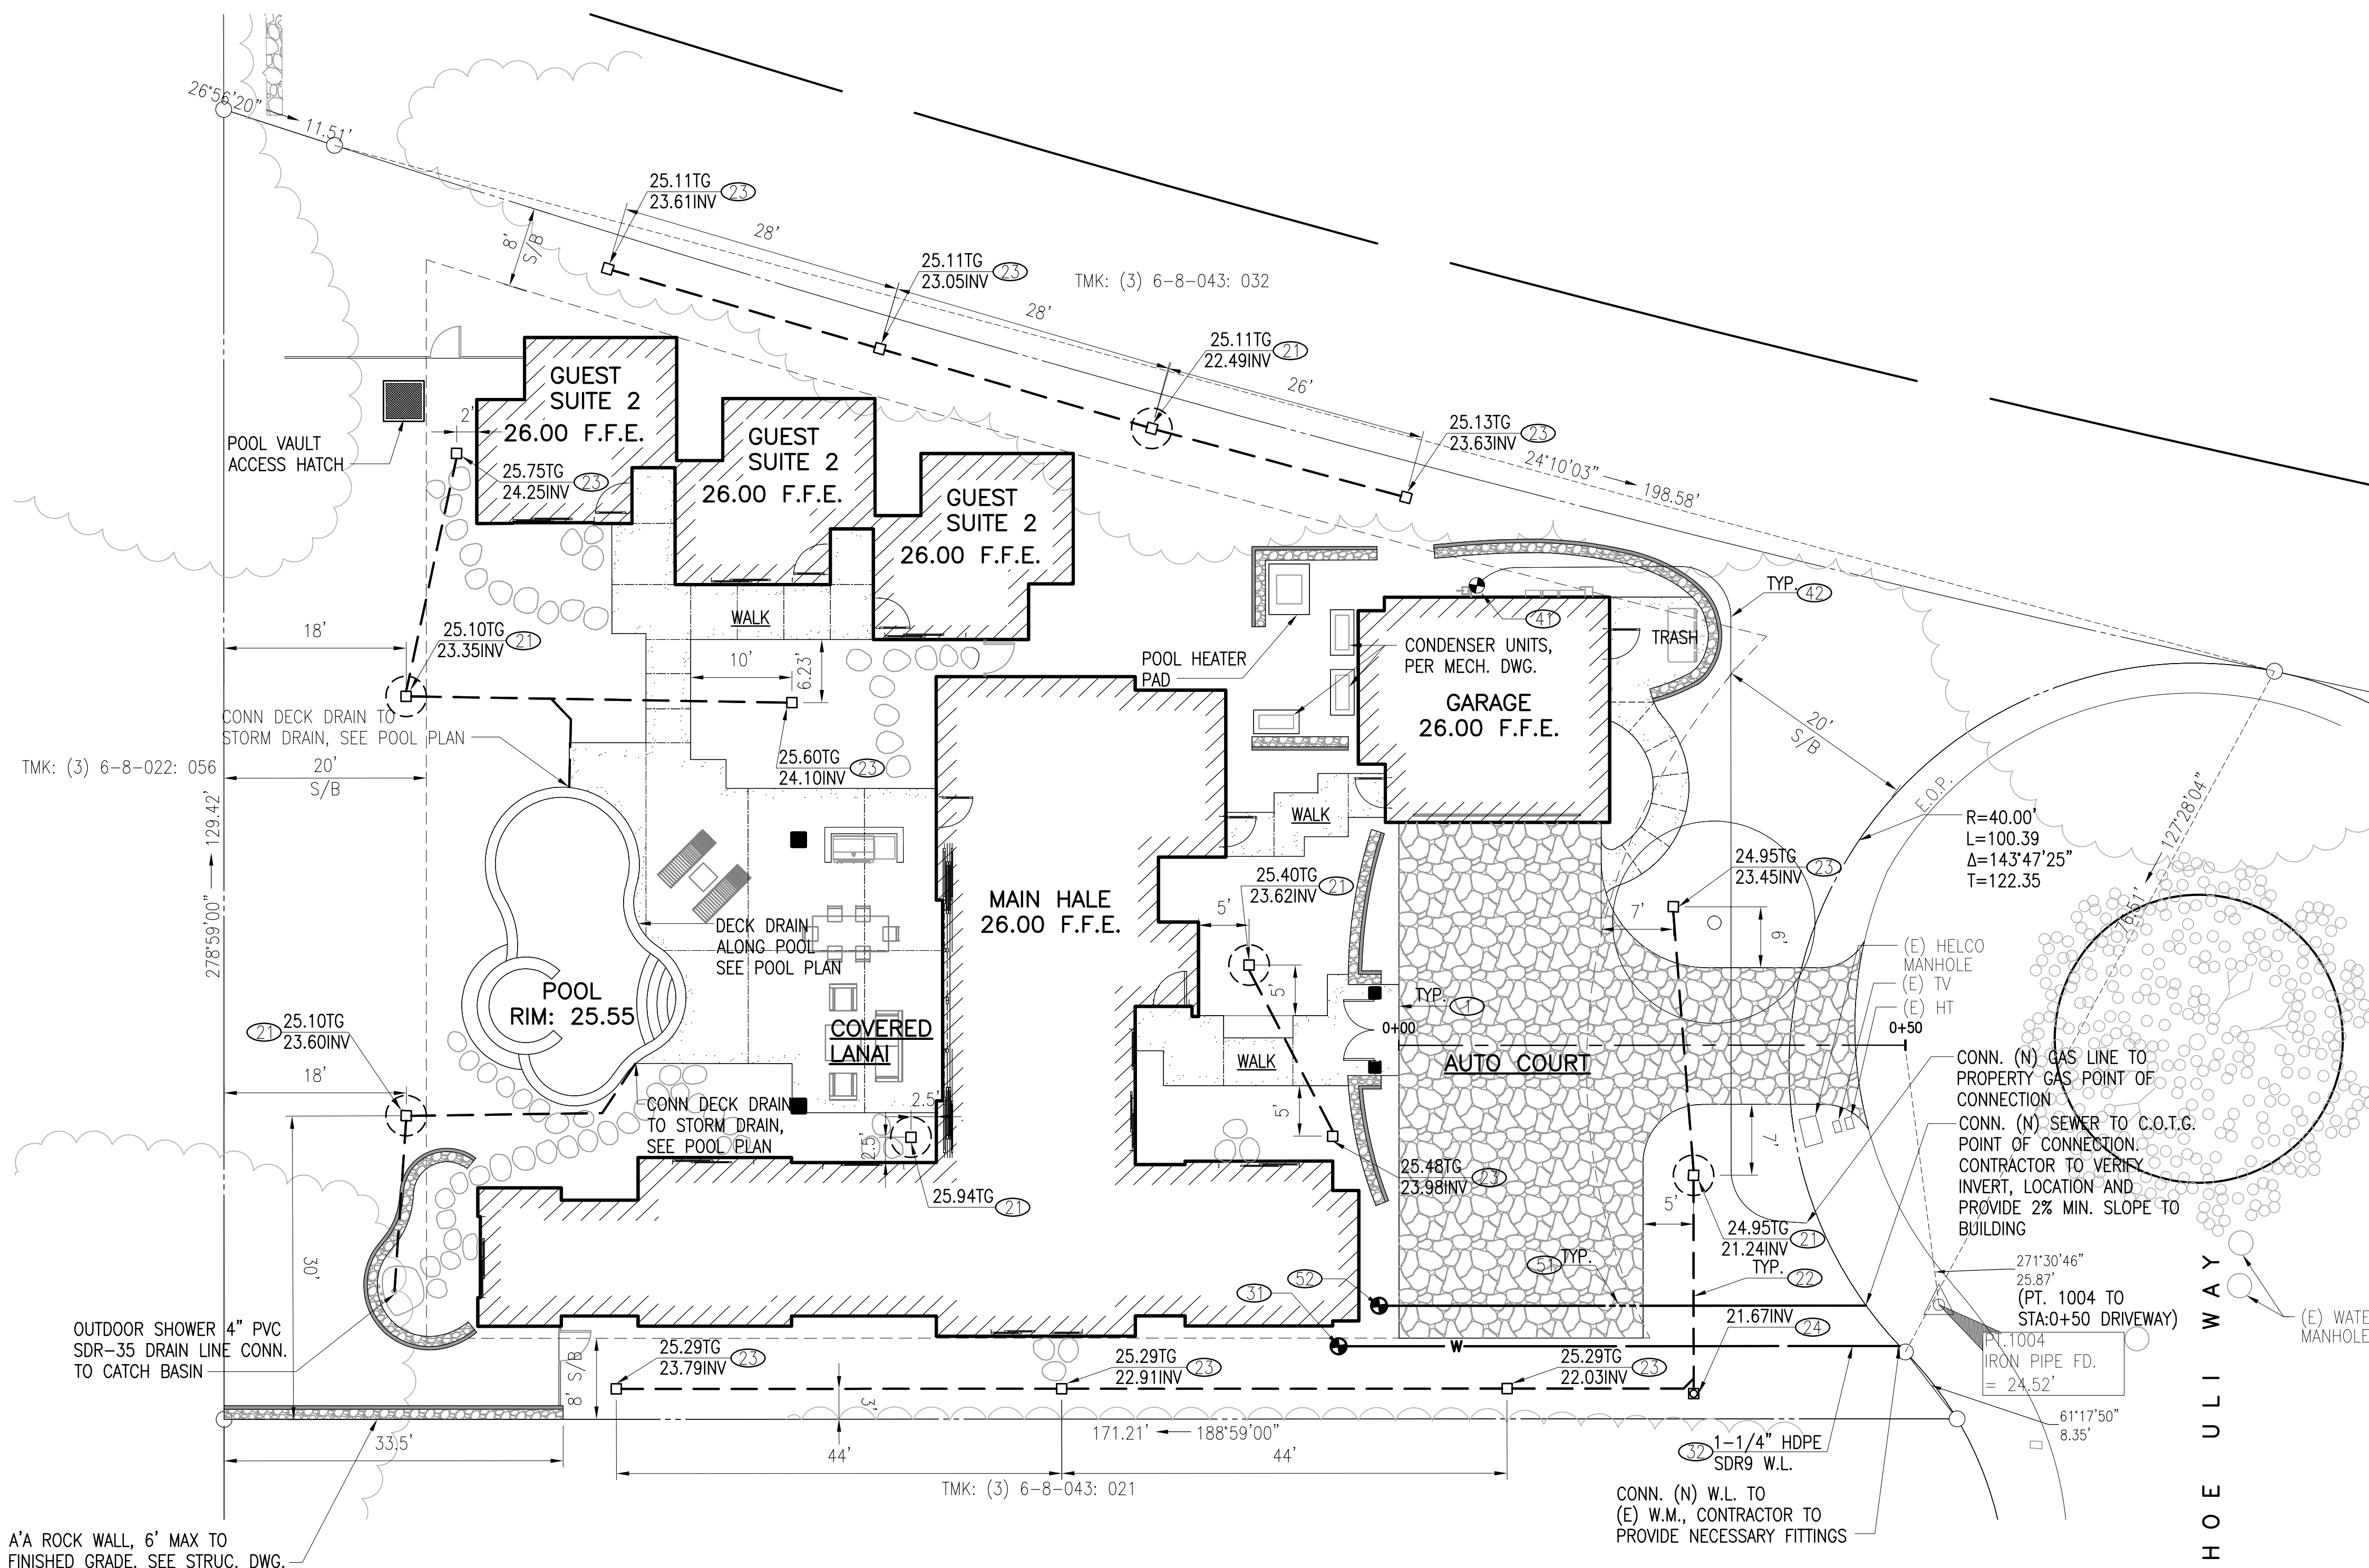 26°56'20"
11.51'
25.11TG
23.61INV
23
28'
8'
S/B
25.11TG
23.05INV
23
TMK: (3) 6-8-043: 032
28'
25.11TG
22.49INV
21
26'
25.13TG
23.63INV
23
24°10'03"
198.58'
GUEST
SUITE 2
26.00 F.F.E.
GUEST
SUITE 2
26.00 F.F.E.
GUEST
SUITE 2
26.00 F.F.E.
2'
POOL VAULT
ACCESS HATCH
25.75TG
24.25INV
23
WALK
18'
25.10TG
23.35INV
21
10'
6.23'
POOL HEATER
PAD
CONDENSER UNITS,
PER MECH. DWG.
41
TYP.
42
TRASH
GARAGE
26.00 F.F.E.
20'
S/B
CONN DECK DRAIN TO
STORM DRAIN, SEE POOL PLAN
TMK: (3) 6-8-022: 056
20'
S/B
25.60TG
24.10INV
23
278°59'00"
129.42'
WALK
E.O.P.
R=40.00'
L=100.39
Δ=143°47'25"
T=122.35
127°28'04"
76.51'
24.95TG
23.45INV
23
25.40TG
23.62INV
21
5'
7'
6'
MAIN HALE
26.00 F.F.E.
DECK DRAIN
ALONG POOL
SEE POOL PLAN
POOL
RIM: 25.55
COVERED
LANAI
5'
TYP.
1
0+00
0+50
(E) HELCO
MANHOLE
(E) TV
(E) HT
21
25.10TG
23.60INV
18'
WALK
AUTO COURT
CONN. (N) GAS LINE TO
PROPERTY GAS POINT OF
CONNECTION
CONN DECK DRAIN
TO STORM DRAIN,
SEE POOL PLAN
2.5'
2.5'
5'
7'
CONN. (N) SEWER TO C.O.T.G.
POINT OF CONNECTION.
CONTRACTOR TO VERIFY
INVERT, LOCATION AND
PROVIDE 2% MIN. SLOPE TO
BUILDING
25.94TG
21
25.48TG
23.98INV
23
5'
24.95TG
21.24INV
21
TYP.
22
30'
51
TYP.
52
31
21.67INV
24
271°30'46"
25.87'
(PT. 1004 TO
STA:0+50 DRIVEWAY)
PT.1004
IRON PIPE FD.
= 24.52'
(E) WATE
MANHOLE
OUTDOOR SHOWER 4" PVC
SDR-35 DRAIN LINE CONN.
TO CATCH BASIN
8' S/B
25.29TG
23.79INV
23
25.29TG
22.91INV
23
W
25.29TG
22.03INV
23
3'
33.5'
171.21'
188°59'00"
44'
44'
TMK: (3) 6-8-043: 021
32
1-1/4" HDPE
SDR9 W.L.
61°17'50"
8.35'
CONN. (N) W.L. TO
(E) W.M., CONTRACTOR TO
PROVIDE NECESSARY FITTINGS
HOE ULI WAY
A'A ROCK WALL, 6' MAX TO
FINISHED GRADE. SEE STRUC. DWG.